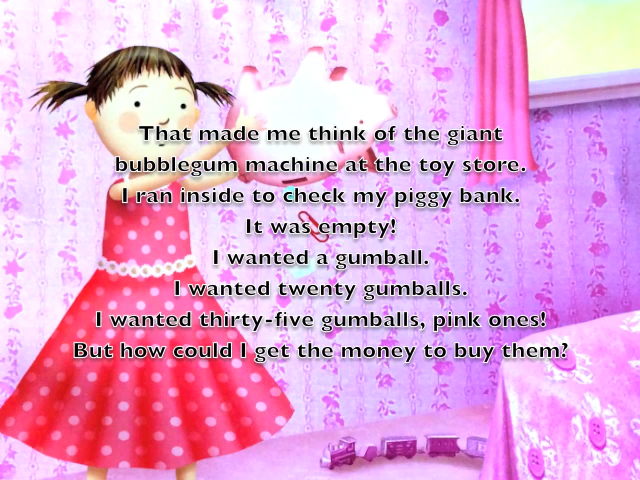 That made me think of the giant
bubblegum machine at the toy store.
I ran inside to check my piggy bank.
It was empty!
I wanted a gumball.
I wanted twenty gumballs.
I wanted thirty-five gumballs, pink ones!
But how could I get the money to buy them?